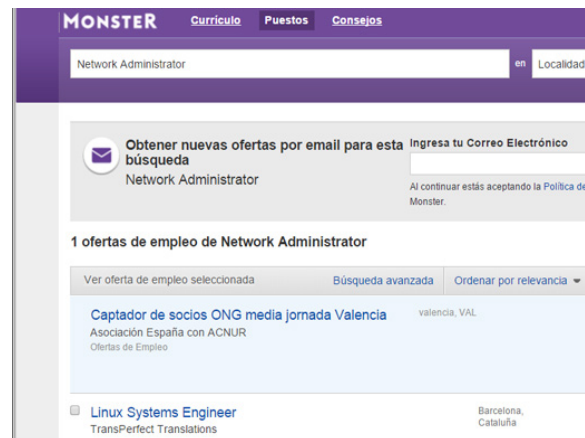 MONSTER Currículo Puestos Consejos
Network Administrator en Localidad
Obtener nuevas ofertas por email para esta
búsqueda
Network Administrator
Ingresa tu Correo Electrónico
Al continuar estás aceptando la Política de
Monster.
1 ofertas de empleo de Network Administrator
Ver oferta de empleo seleccionada Búsqueda avanzada Ordenar por relevancia
Captador de socios ONG media jornada Valencia valencia, VAL
Asociación España con ACNUR
Ofertas de Empleo
Linux Systems Engineer Barcelona,
TransPerfect Translations Cataluña